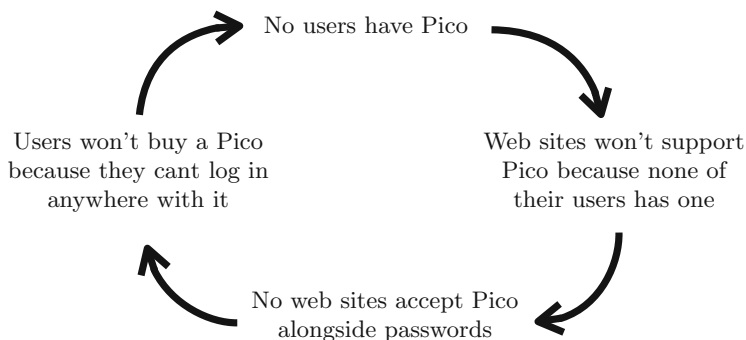 No users have Pico
Users won't buy a Pico
because they cant log in
anywhere with it
Web sites won't support
Pico because none of
their users has one
No web sites accept Pico
alongside passwords